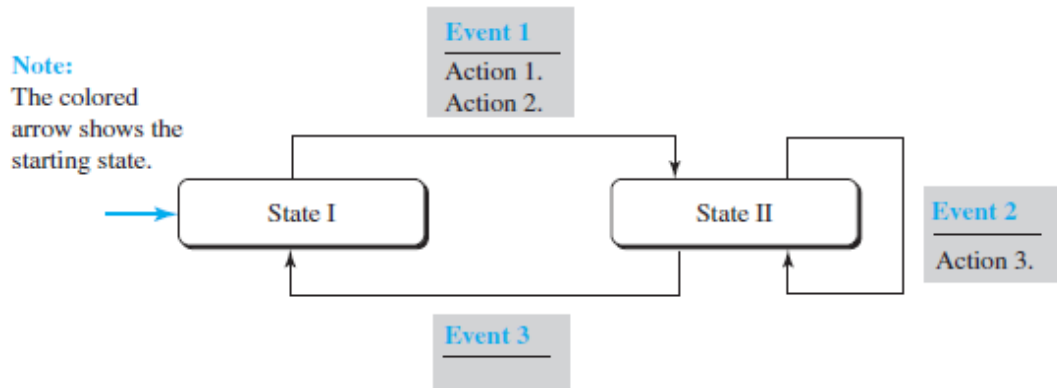 Event 1
Action 1.
Action 2.
Note:
The colored
arrow shows the
starting state.
State I
State II
Event 2
Action 3.
Event 3